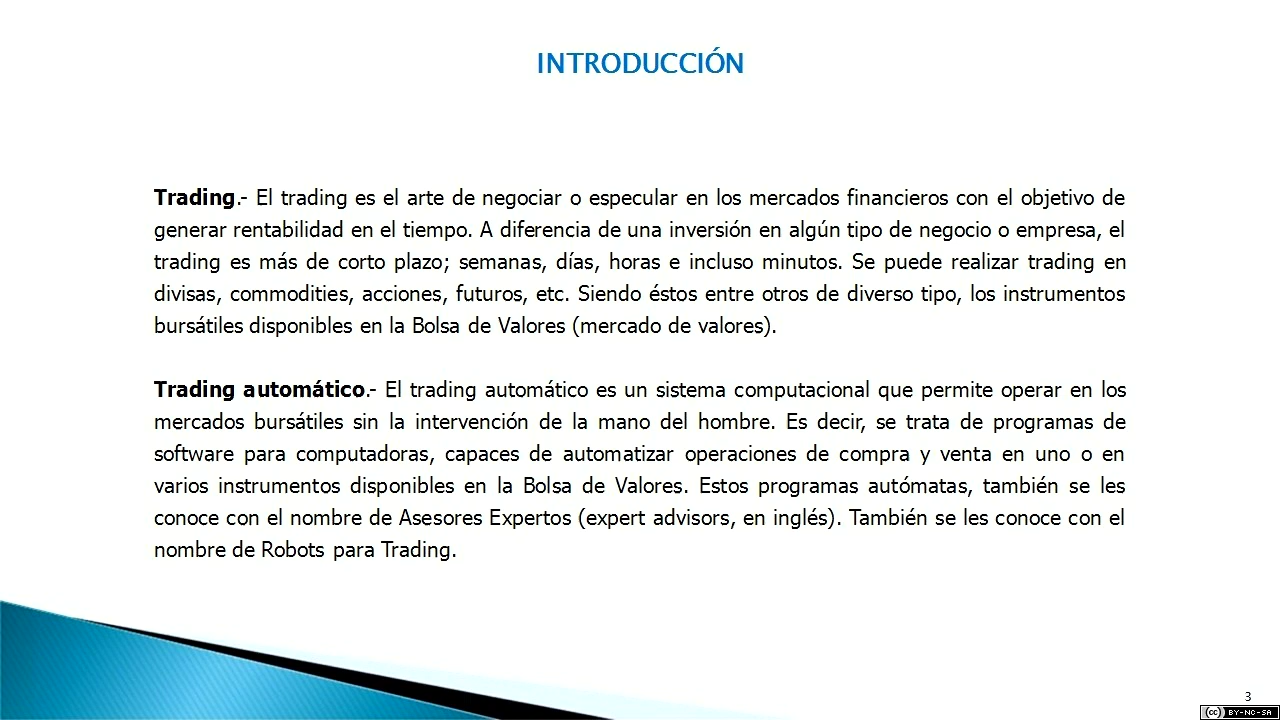 INTRODUCCIÓN
Trading.- El trading es el arte de negociar o especular en los mercados financieros con el objetivo de
generar rentabilidad en el tiempo. A diferencia de una inversión en algún tipo de negocio o empresa, el
trading es más de corto plazo; semanas, días, horas e incluso minutos. Se puede realizar trading en
divisas, commodities, acciones, futuros, etc. Siendo éstos entre otros de diverso tipo, los instrumentos
bursátiles disponibles en la Bolsa de Valores (mercado de valores).
Trading automático.- El trading automático es un sistema computacional que permite operar en los
mercados bursátiles sin la intervención de la mano del hombre. Es decir, se trata de programas de
software para computadoras, capaces de automatizar operaciones de compra y venta en uno o en
varios instrumentos disponibles en la Bolsa de Valores. Estos programas autómatas, también se les
conoce con el nombre de Asesores Expertos (expert advisors, en inglés). También se les conoce con el
nombre de Robots para Trading.
3
(cc) BY-NC-SA